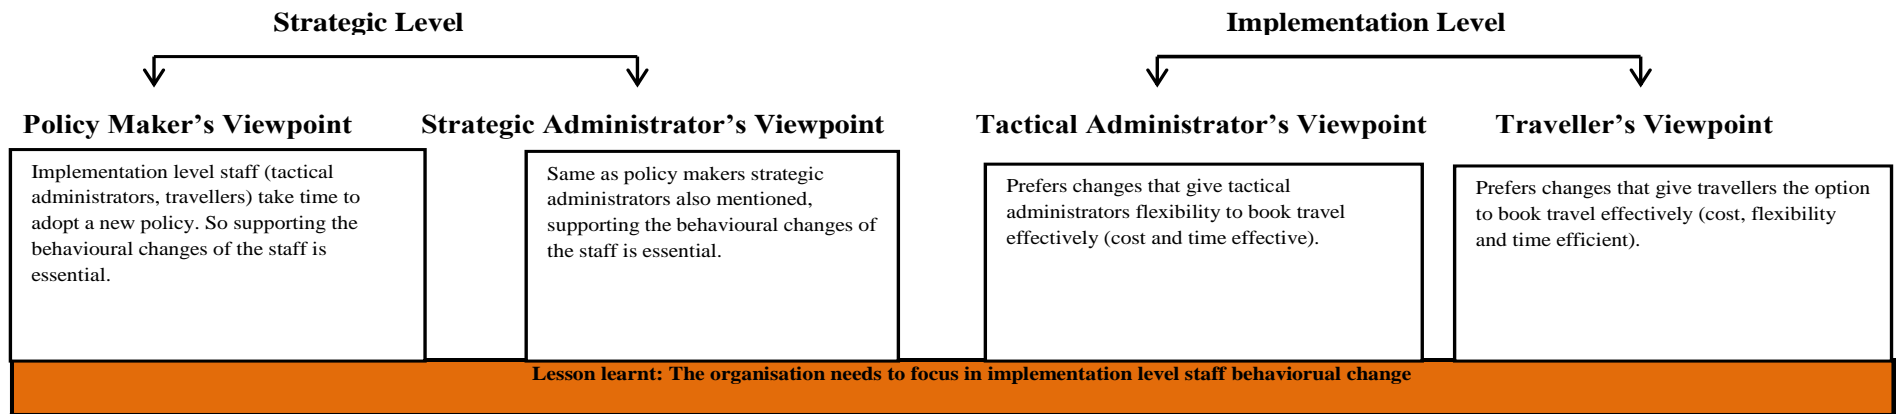 Strategic Level
Implementation Level
Policy Maker's Viewpoint
Strategic Administrator's Viewpoint
Tactical Administrator's Viewpoint
Traveller's Viewpoint
Implementation level staff (tactical
administrators, travellers) take time to
adopt a new policy. So supporting the
behavioural changes of the staff is
essential.
Same as policy makers strategic
administrators also mentioned,
supporting the behavioural changes of
the staff is essential.
Prefers changes that give tactical
administrators flexibility to book travel
effectively (cost and time effective).
Prefers changes that give travellers the option
to book travel effectively (cost, flexibility
and time efficient).
Lesson learnt: The organisation needs to focus in implementation level staff behaviorual change